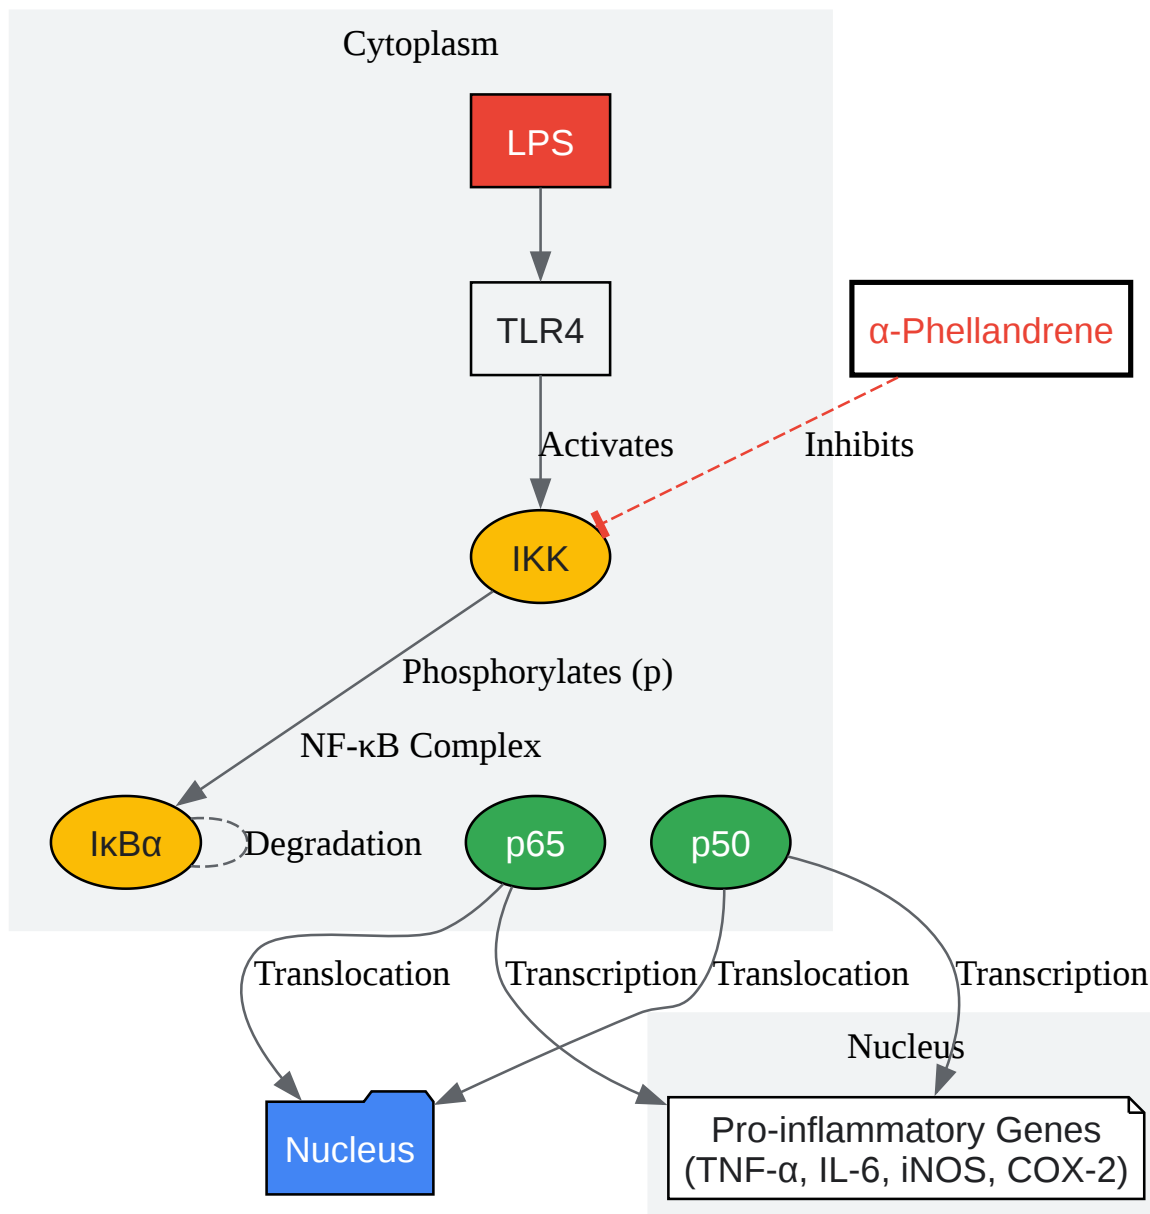 Cytoplasm
LPS
TLR4
α-Phellandrene
Activates
Inhibits
IKK
Phosphorylates (p)
NF-κB Complex
IκBα
Degradation
p65
p50
Translocation
Transcription
Translocation
Transcription
Nucleus
Nucleus
Pro-inflammatory Genes
(TNF-α, IL-6, iNOS, COX-2)